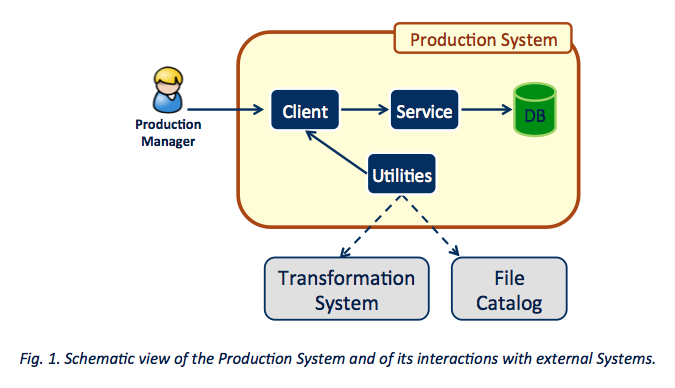 Production System
Production
Manager
Client
Service
DB
Utilities
Transformation
System
File
Catalog
Fig. 1. Schematic view of the Production System and of its interactions with external Systems.